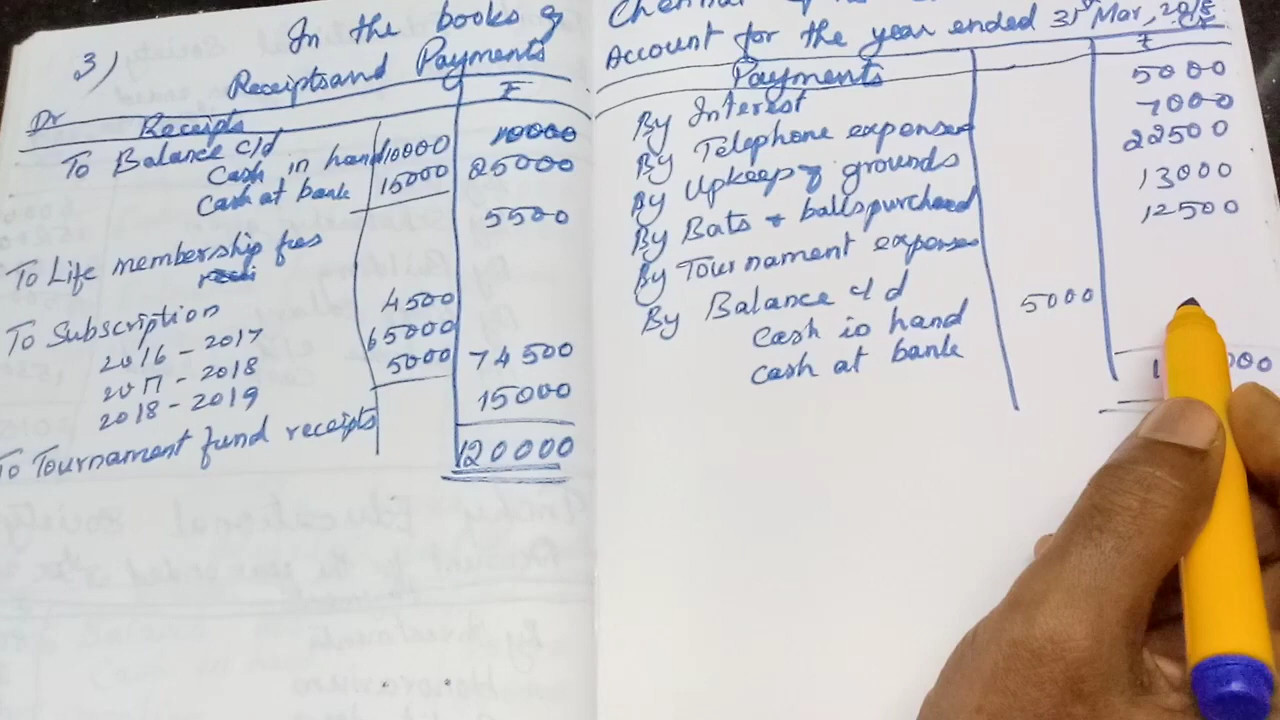 3)
In the books of
Receipts and Payments
Dr
Receipts
₹
To Balance c/d
Cash in hand 10000 10000
Cash at bank 15000 25000
To Life membership fees 5500
To Subscription
2016 - 2017 4500
2017 - 2018 65000
2018 - 2019 5000 74500
To Tournament fund receipts 15000
120000
Chennai
Account for the year ended 31st Mar, 2018
Cr
Payments
₹
By Interest 5000
By Telephone expenses 7000
By Upkeep of grounds 22500
By Bats & balls purchased 13000
By Tournament expenses 12500
By Balance c/d
Cash in hand 5000
Cash at bank